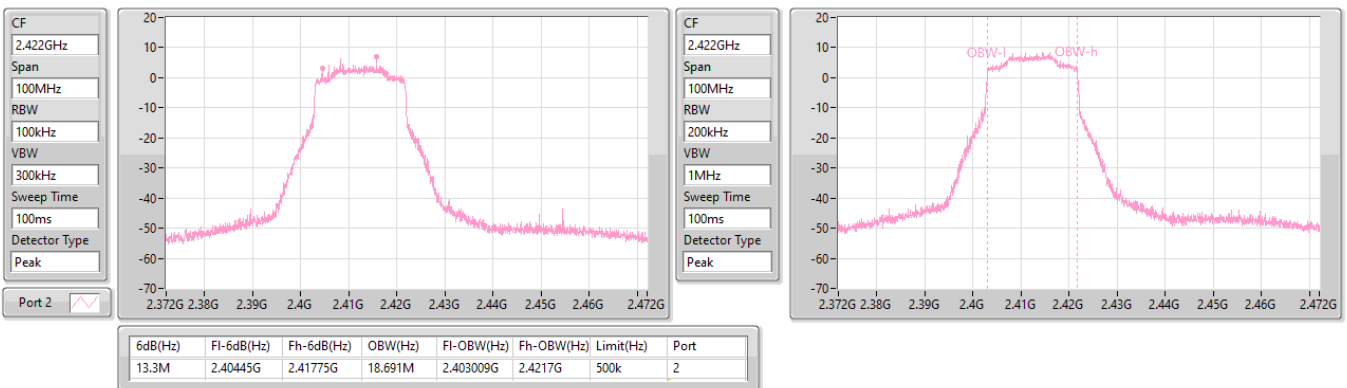 CF
2.422GHz
Span
100MHz
RBW
100kHz
VBW
300kHz
Sweep Time
100ms
Detector Type
Peak
Port 2
20
10
0
-10
-20
-30
-40
-50
-60
-70
2.372G 2.38G 2.39G 2.4G 2.41G 2.42G 2.43G 2.44G 2.45G 2.46G 2.472G
CF
2.422GHz
Span
100MHz
RBW
200kHz
VBW
1MHz
Sweep Time
100ms
Detector Type
Peak
20
10
0
-10
-20
-30
-40
-50
-60
-70
OBW-l OBW-h
2.372G 2.38G 2.39G 2.4G 2.41G 2.42G 2.43G 2.44G 2.45G 2.46G 2.472G
6dB(Hz) Fl-6dB(Hz) Fh-6dB(Hz) OBW(Hz) Fl-OBW(Hz) Fh-OBW(Hz) Limit(Hz) Port
13.3M 2.40445G 2.41775G 18.691M 2.403009G 2.4217G 500k 2